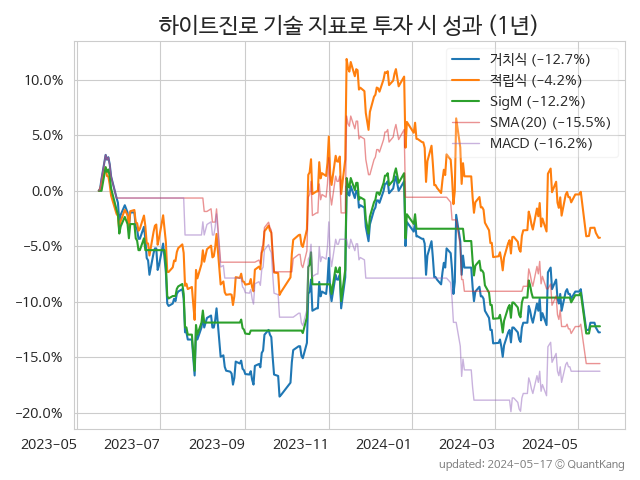 하이트진로 기술 지표로 투자 시 성과 (1년)
거치식 (−12.7%)
적립식 (−4.2%)
SigM (−12.2%)
SMA(20) (−15.5%)
MACD (−16.2%)
10.0%
5.0%
0.0%
−5.0%
−10.0%
−15.0%
−20.0%
2023-05 2023-07 2023-09 2023-11 2024-01 2024-03 2024-05
updated: 2024-05-17 © QuantKang